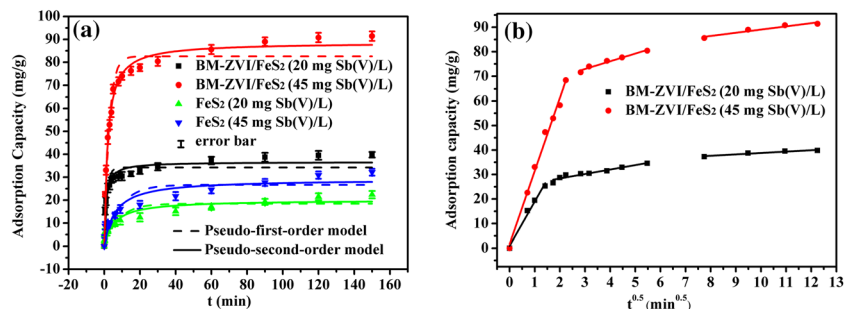 (a)
Adsorption Capacity (mg/g)
100
90
80
70
60
50
40
30
20
10
0
-10
BM-ZVI/FeS2 (20 mg Sb(V)/L)
BM-ZVI/FeS2 (45 mg Sb(V)/L)
FeS2 (20 mg Sb(V)/L)
FeS2 (45 mg Sb(V)/L)
error bar
Pseudo-first-order model
Pseudo-second-order model
-20 0 20 40 60 80 100 120 140 160
t (min)
(b)
Adsorption Capacity (mg/g)
90
80
70
60
50
40
30
20
10
0
BM-ZVI/FeS2 (20 mg Sb(V)/L)
BM-ZVI/FeS2 (45 mg Sb(V)/L)
0 1 2 3 4 5 6 7 8 9 10 11 12 13
t^0.5 (min^0.5)